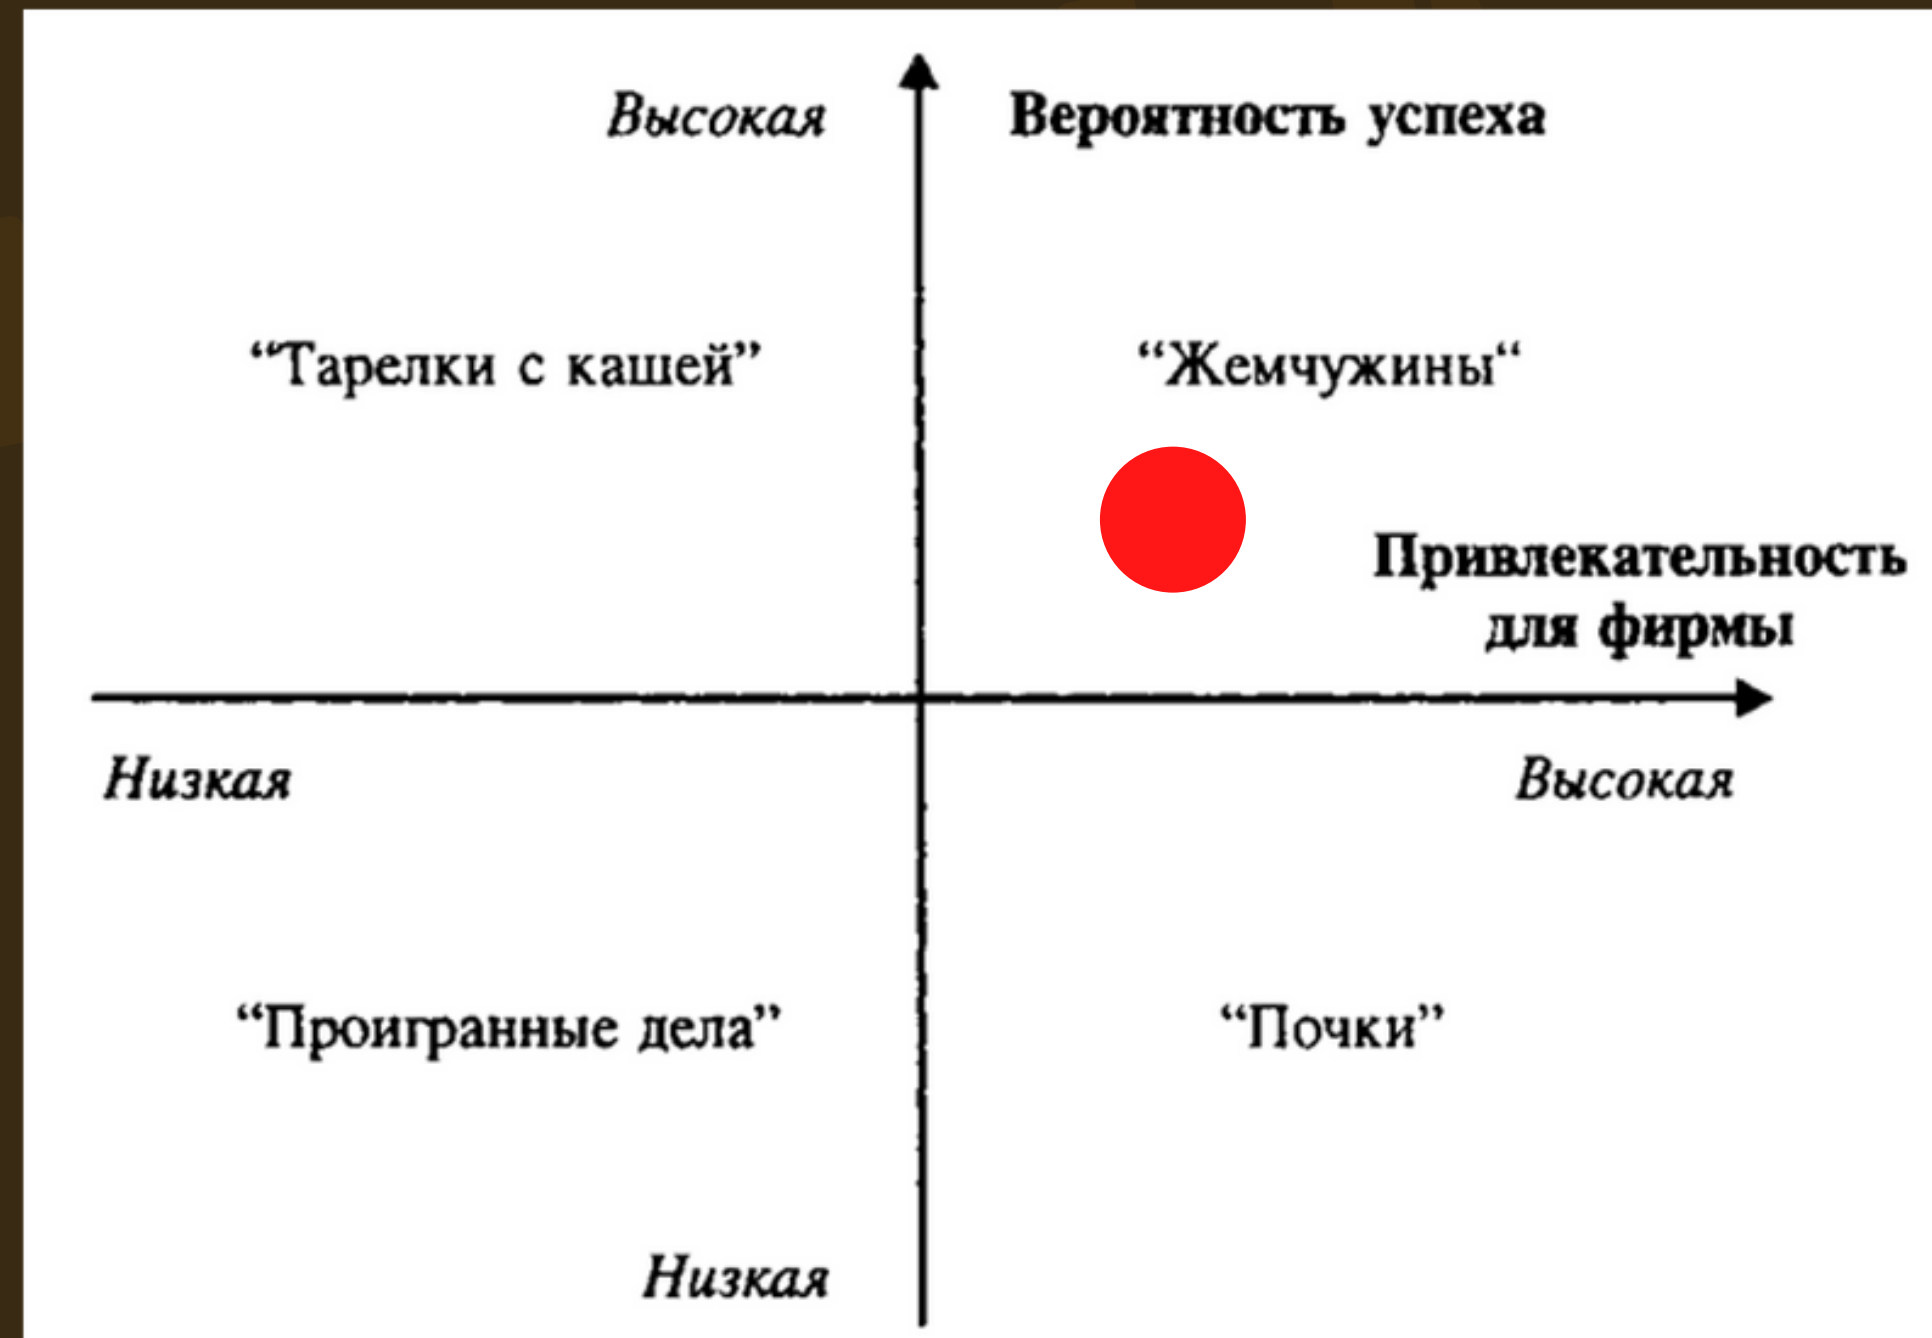 Высокая
Вероятность успеха
“Тарелки с кашей”
“Жемчужины“
Привлекательность
для фирмы
Низкая
Высокая
“Проигранные дела”
“Почки”
Низкая